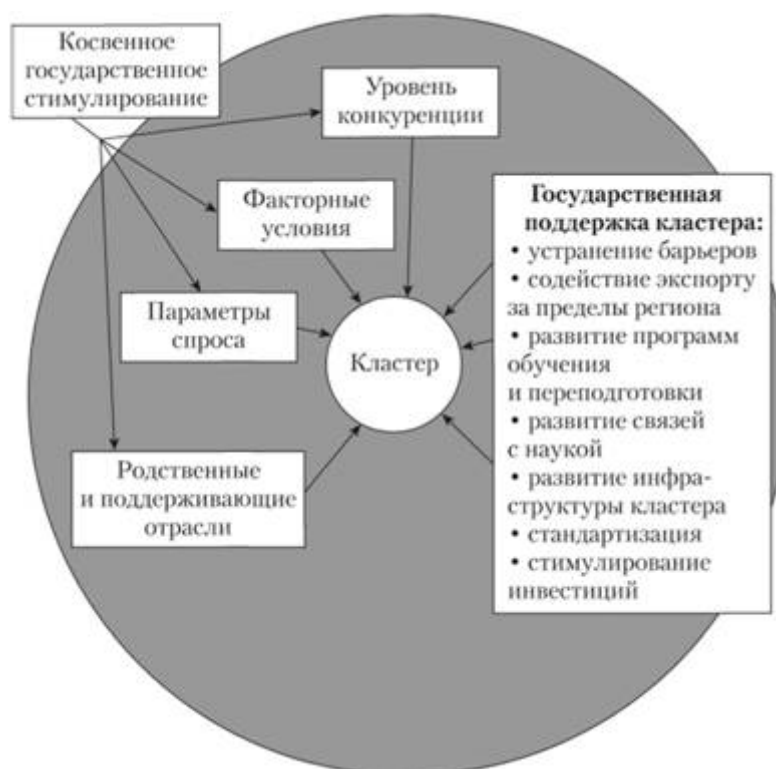 Косвенное
государственное
стимулирование
Уровень
конкуренции
Факторные
условия
Параметры
спроса
Родственные
и поддерживающие
отрасли
Кластер
Государственная
поддержка кластера:
• устранение барьеров
• содействие экспорту
за пределы региона
• развитие программ
обучения
и переподготовки
• развитие связей
с наукой
• развитие инфра-
структуры кластера
• стандартизация
• стимулирование
инвестиций